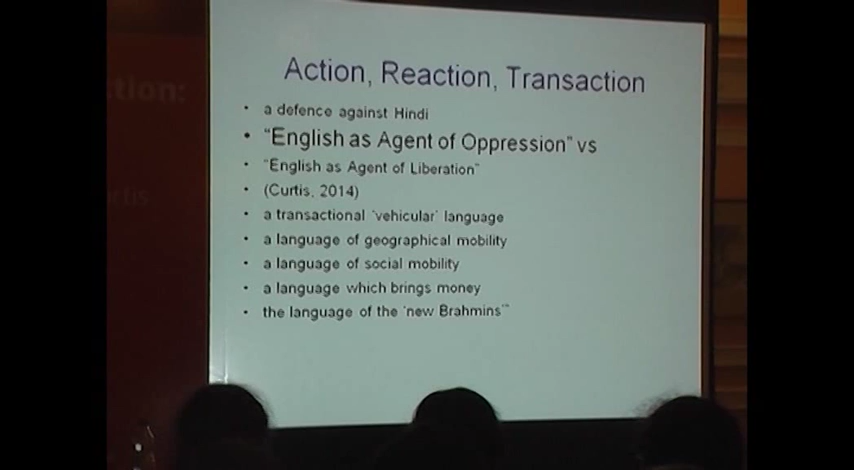 Action, Reaction, Transaction
• a defence against Hindi
• "English as Agent of Oppression" vs
• "English as Agent of Liberation"
• (Curtis, 2014)
• a transactional 'vehicular' language
• a language of geographical mobility
• a language of social mobility
• a language which brings money
• the language of the 'new Brahmins'"
tion:
rtis